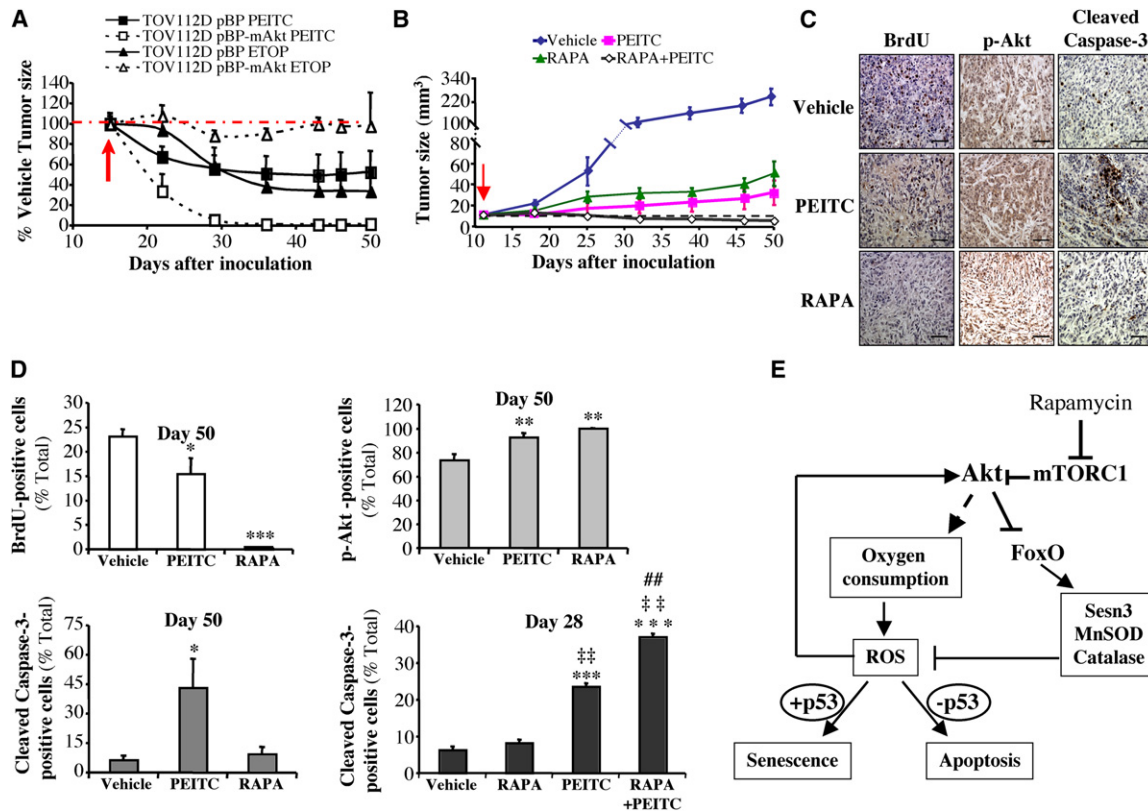 A
TOV112D pBP PEITC
TOV112D pBP-mAkt PEITC
TOV112D pBP ETOP
TOV112D pBP-mAkt ETOP
% Vehicle Tumor size
140
120
100
80
60
40
20
0
10 20 30 40 50
Days after inoculation
B
Vehicle PEITC
RAPA RAPA+PEITC
Tumor size (mm3)
340
220
100
80
60
40
20
0
10 15 20 25 30 35 40 45 50
Days after inoculation
C
BrdU p-Akt Cleaved
Caspase-3
Vehicle
PEITC
RAPA
D
BrdU-positive cells
(% Total)
30
25
20
15
10
5
0
Day 50
*
***
Vehicle PEITC RAPA
p-Akt -positive cells
(% Total)
120
100
80
60
40
20
0
Day 50
** **
Vehicle PEITC RAPA
Cleaved Caspase-3-
positive cells (% Total)
75
60
45
30
15
0
Day 50
*
Vehicle PEITC RAPA
Cleaved Caspase-3-
positive cells (% Total)
40
30
20
10
0
Day 28
‡‡
***
##
‡ ‡
* * *
Vehicle RAPA PEITC RAPA
+PEITC
E
Rapamycin
Akt mTORC1
Oxygen
consumption
FoxO
Sesn3
MnSOD
Catalase
ROS
+p53 -p53
Senescence Apoptosis